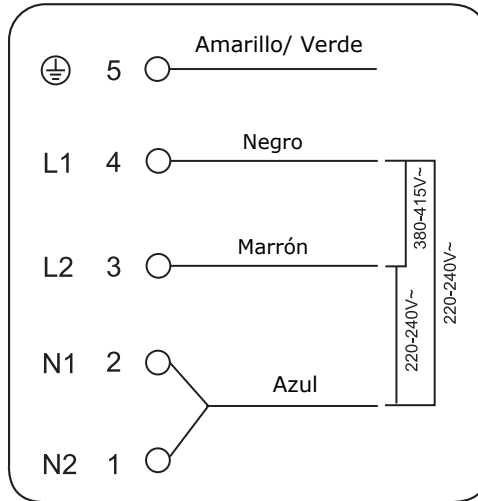 5 Amarillo/ Verde
L1 4 Negro
L2 3 Marrón
N1 2
Azul
N2 1
380-415V~
220-240V~
220-240V~